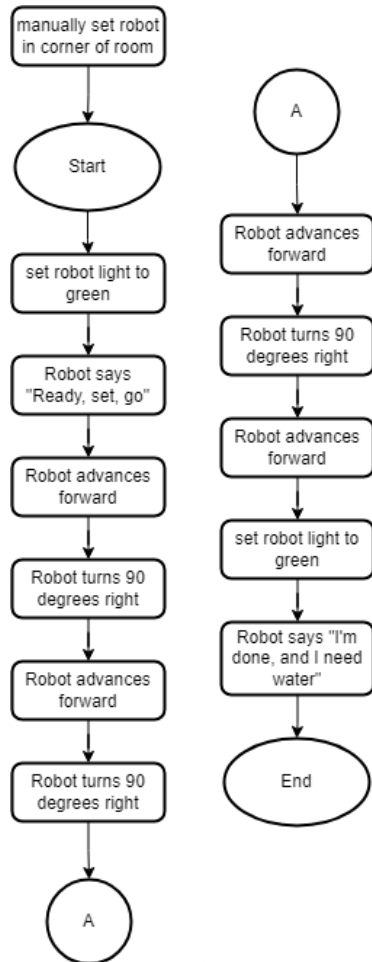 manually set robot
in corner of room
Start
set robot light to
green
Robot says
"Ready, set, go"
Robot advances
forward
Robot turns 90
degrees right
Robot advances
forward
Robot turns 90
degrees right
A
A
Robot advances
forward
Robot turns 90
degrees right
Robot advances
forward
set robot light to
green
Robot says "I'm
done, and I need
water"
End